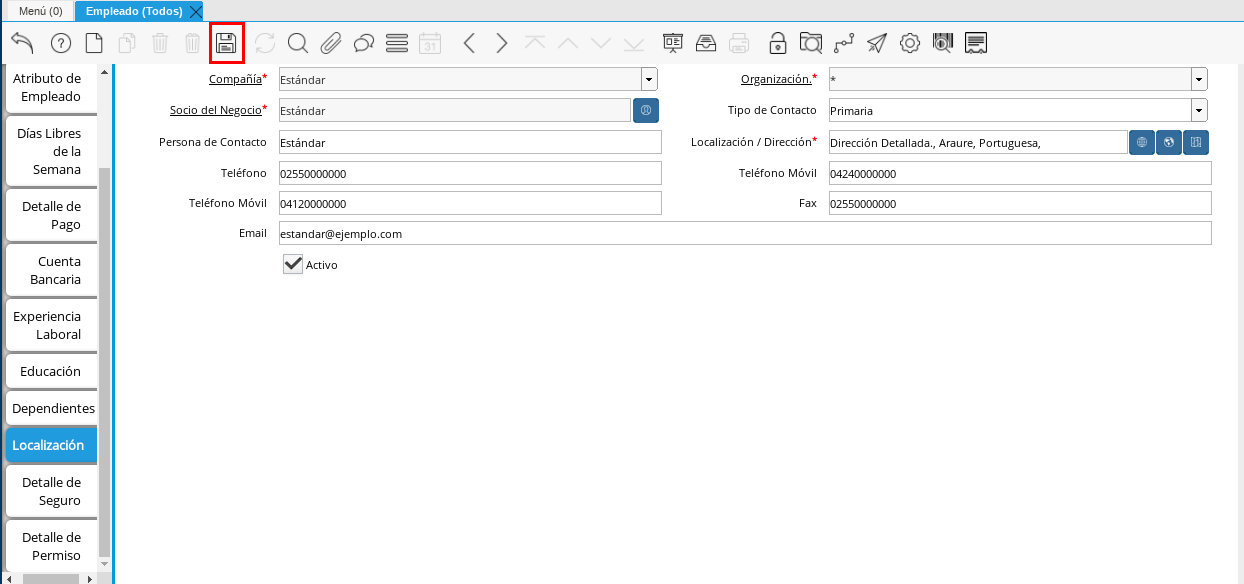 Menú (0)
Empleado (Todos)
31
Atributo de
Empleado
Días Libres
de la
Semana
Detalle de
Pago
Cuenta
Bancaria
Experiencia
Laboral
Educación
Dependientes
Localización
Detalle de
Seguro
Detalle de
Permiso
Compañía* Estándar
Organización.* *
Socio del Negocio* Estándar
Tipo de Contacto Primaria
Persona de Contacto Estándar
Localización / Dirección* Dirección Detallada., Araure, Portuguesa,
Teléfono 02550000000
Teléfono Móvil 04240000000
Teléfono Móvil 04120000000
Fax 02550000000
Email estandar@ejemplo.com
Activo